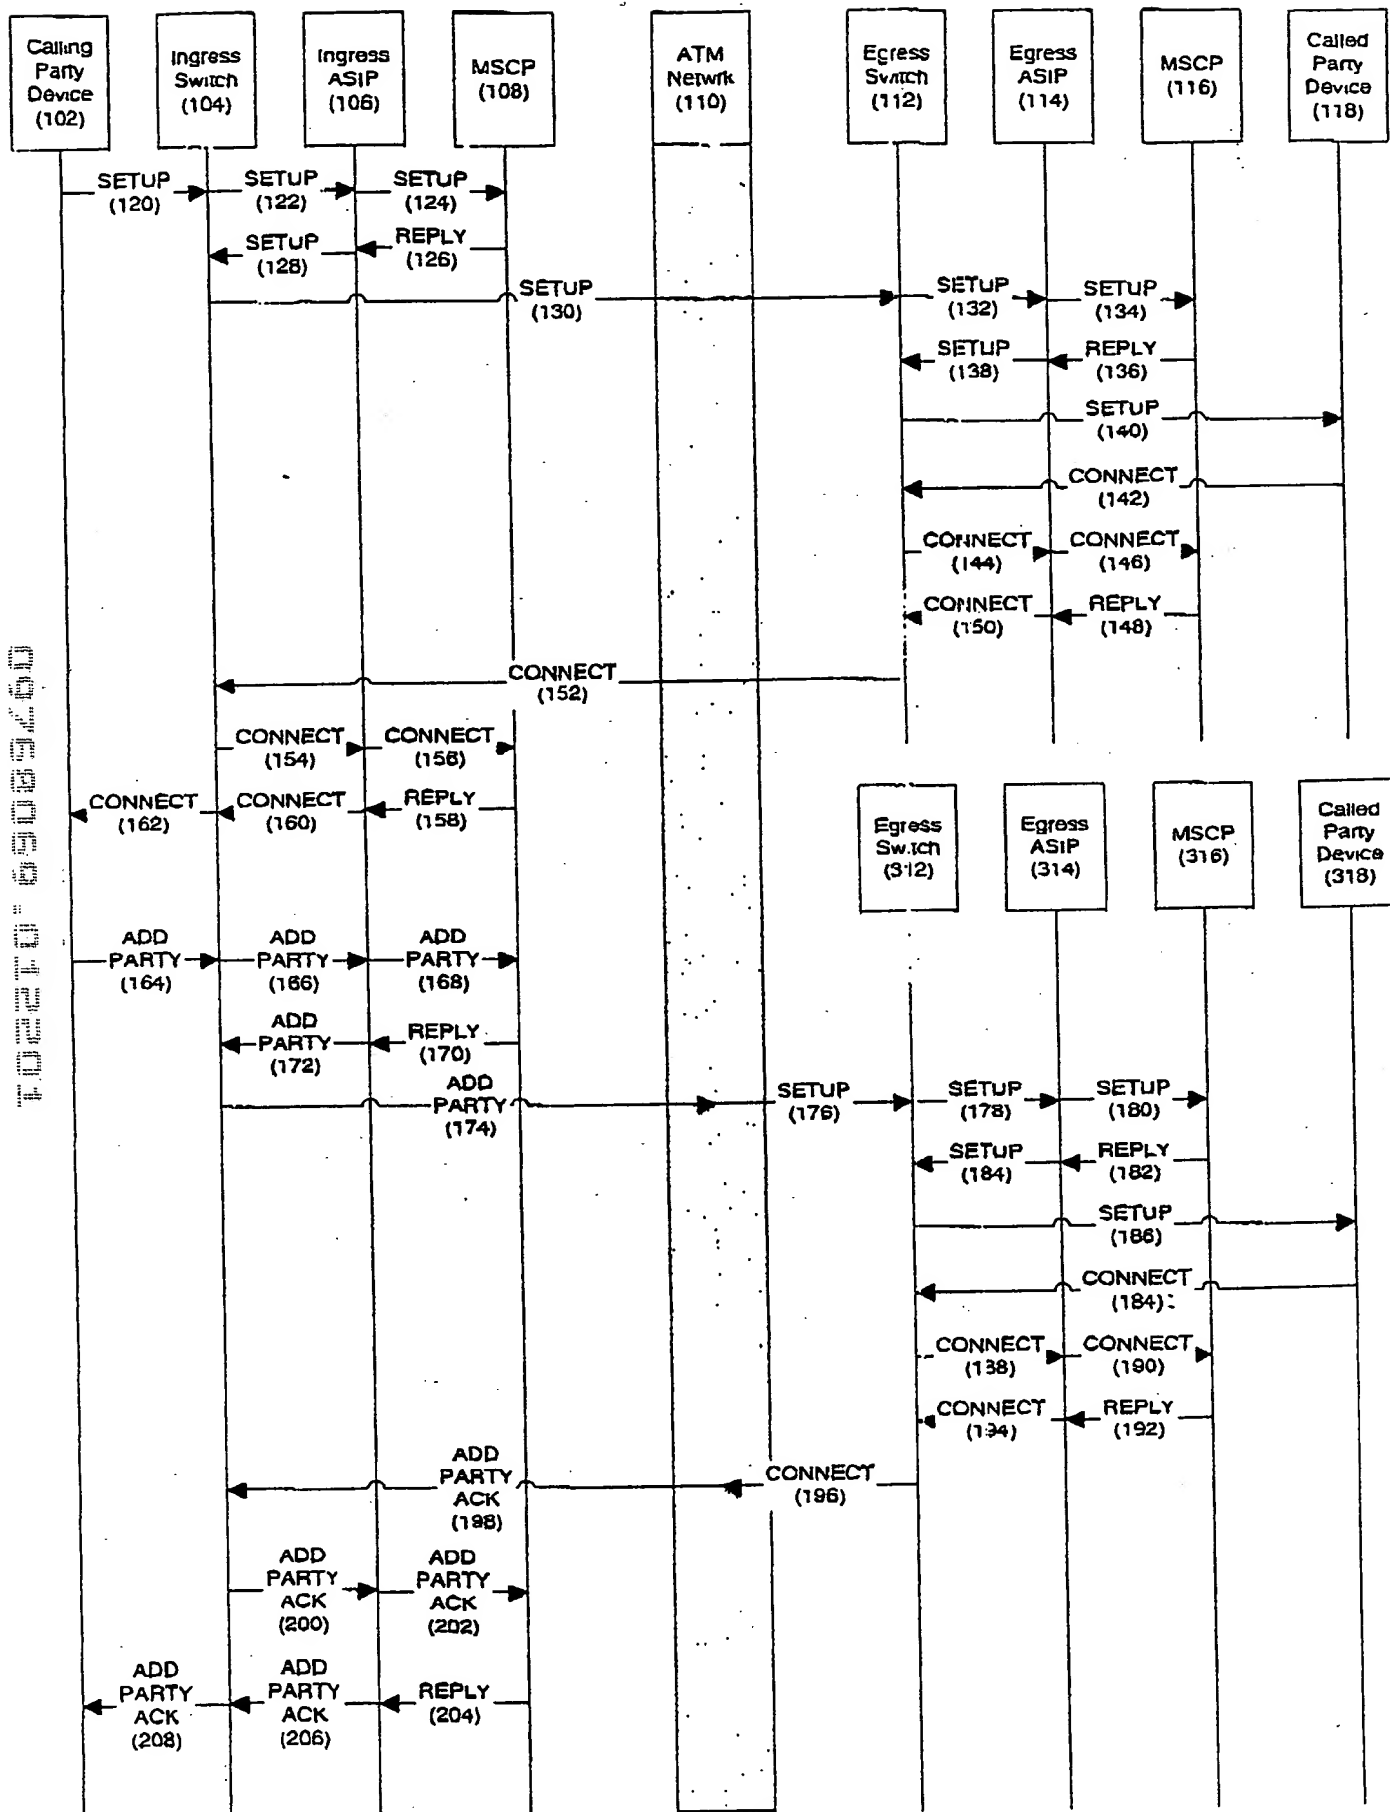 Calling
Party
Device
(102)
Ingress
Switch
(104)
Ingress
ASIP
(106)
MSCP
(108)
ATM
Netwrk
(110)
Egress
Switch
(112)
Egress
ASIP
(114)
MSCP
(116)
Called
Party
Device
(118)
SETUP
(120)
SETUP
(122)
SETUP
(124)
SETUP
(128)
REPLY
(126)
SETUP
(130)
SETUP
(132)
SETUP
(134)
SETUP
(138)
REPLY
(136)
SETUP
(140)
CONNECT
(142)
CONNECT
(144)
CONNECT
(146)
CONNECT
(150)
REPLY
(148)
CONNECT
(152)
CONNECT
(154)
CONNECT
(156)
CONNECT
(162)
CONNECT
(160)
REPLY
(158)
Egress
Switch
(312)
Egress
ASIP
(314)
MSCP
(316)
Called
Party
Device
(318)
ADD
PARTY
(164)
ADD
PARTY
(166)
ADD
PARTY
(168)
ADD
PARTY
(172)
REPLY
(170)
ADD
PARTY
(174)
SETUP
(176)
SETUP
(178)
SETUP
(180)
SETUP
(184)
REPLY
(182)
SETUP
(186)
CONNECT
(184)
CONNECT
(188)
CONNECT
(190)
CONNECT
(194)
REPLY
(192)
ADD
PARTY
ACK
(198)
CONNECT
(196)
ADD
PARTY
ACK
(200)
ADD
PARTY
ACK
(202)
ADD
PARTY
ACK
(208)
ADD
PARTY
ACK
(206)
REPLY
(204)
09768069.012201